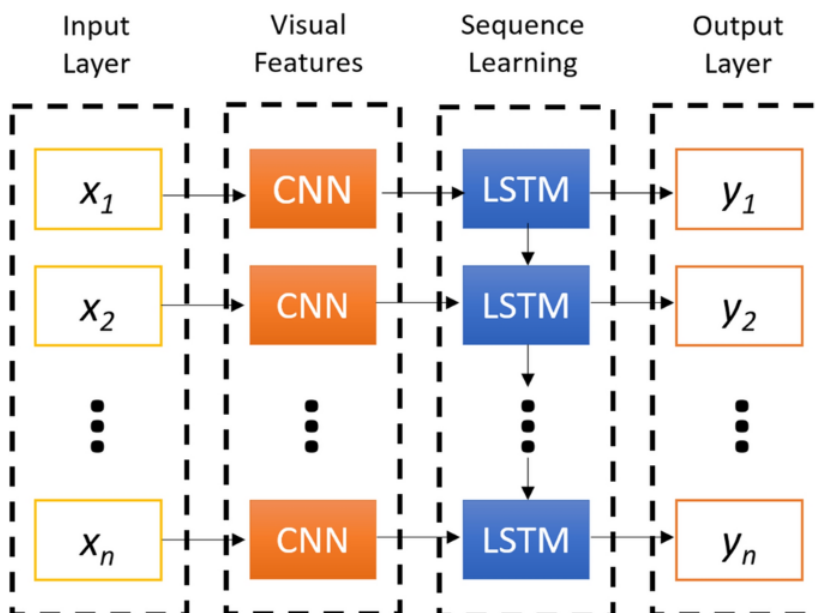 Input
Layer
Visual
Features
Sequence
Learning
Output
Layer
x1 CNN LSTM y1
x2 CNN LSTM y2
xn CNN LSTM yn